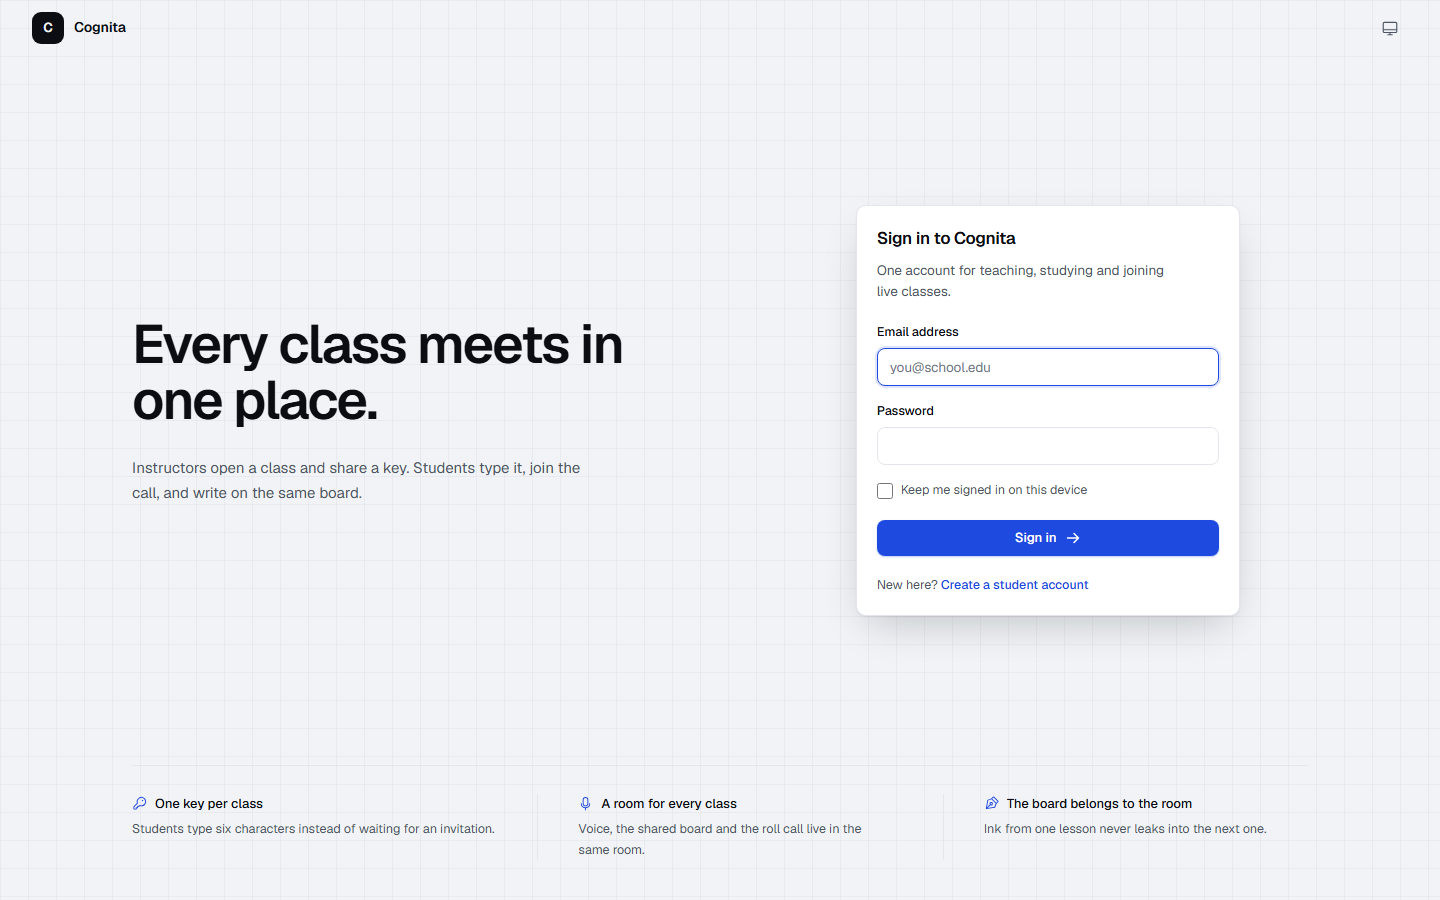 C
Cognita
Every class meets in
one place.
Instructors open a class and share a key. Students type it, join the
call, and write on the same board.
Sign in to Cognita
One account for teaching, studying and joining
live classes.
Email address
you@school.edu
Password
Keep me signed in on this device
Sign in
New here? Create a student account
One key per class
Students type six characters instead of waiting for an invitation.
A room for every class
Voice, the shared board and the roll call live in the
same room.
The board belongs to the room
Ink from one lesson never leaks into the next one.